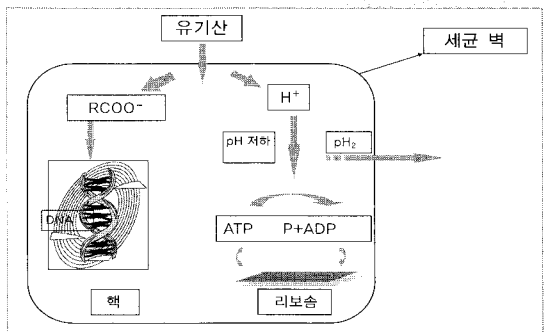 유기산
세균 벽
RCOO⁻
H⁺
pH 저하
pH₂
DNA
ATP P+ADP
핵
리보솜